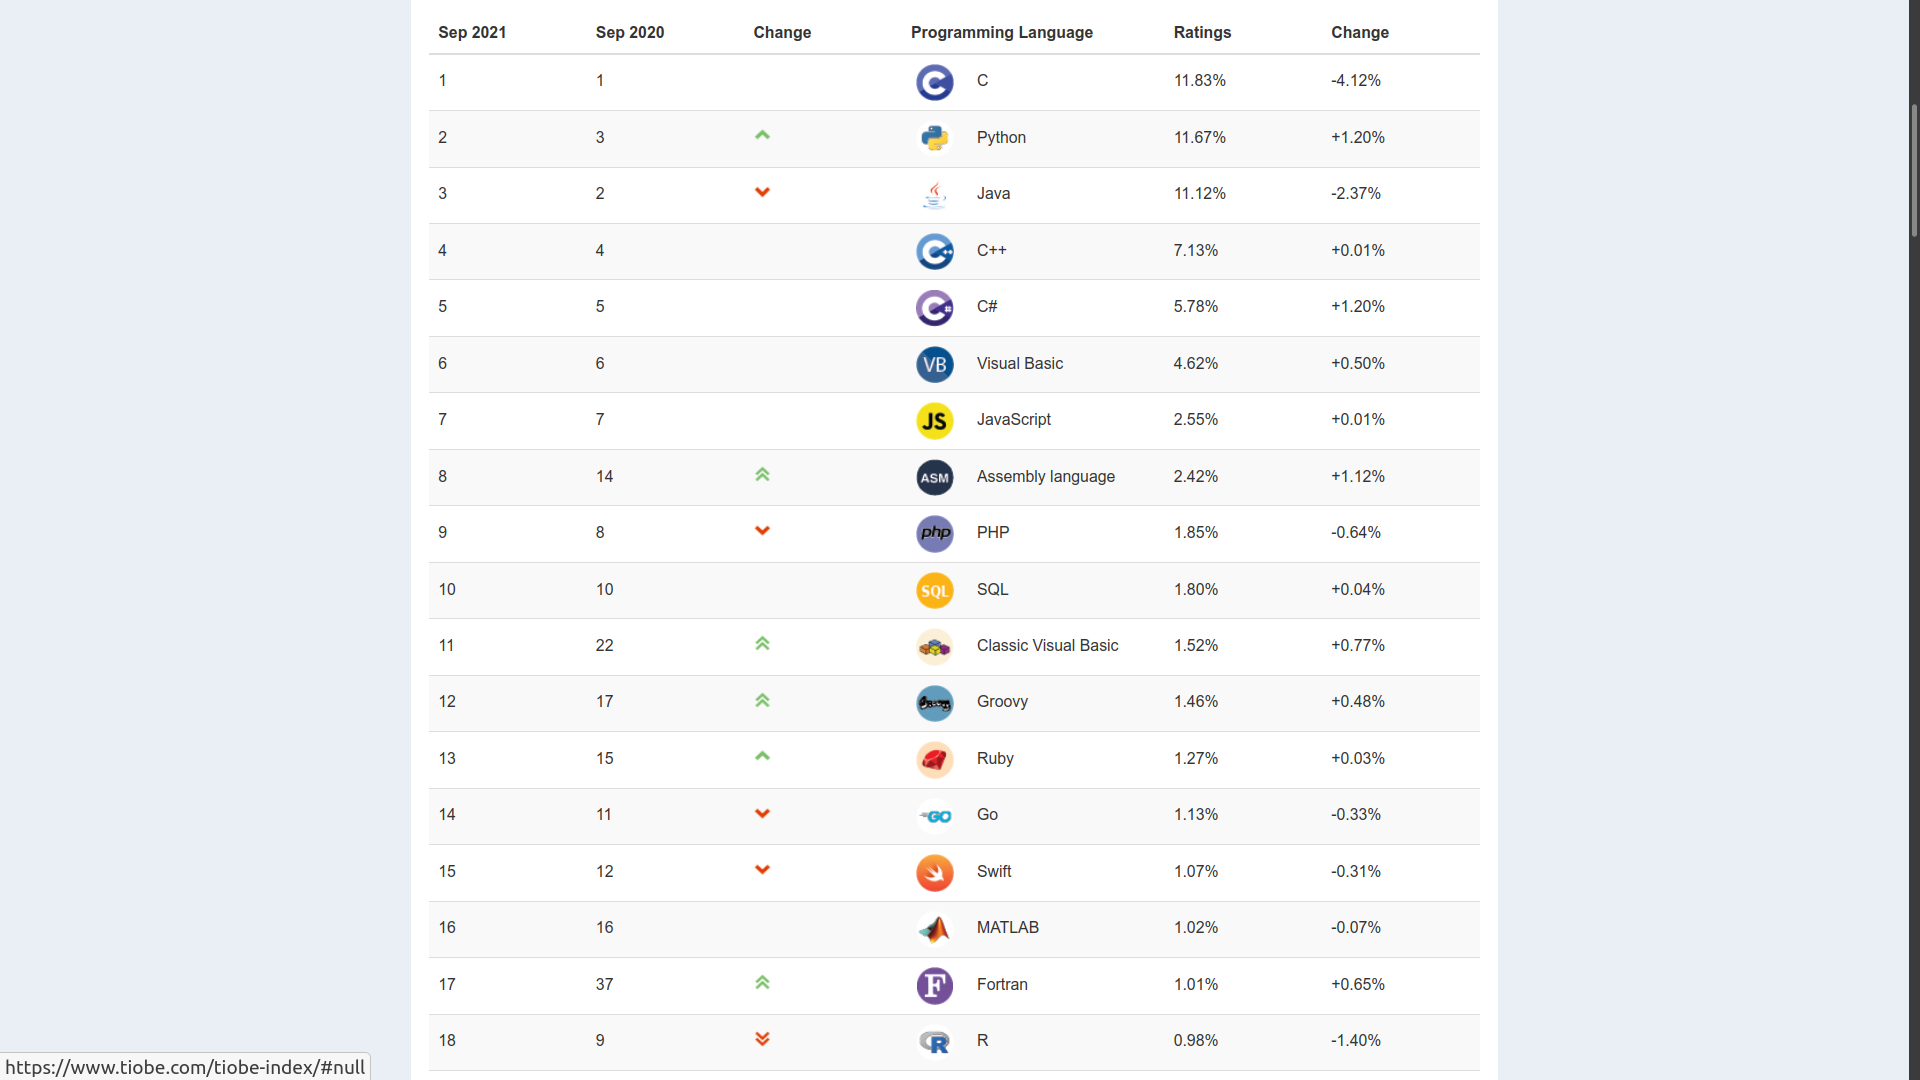 Sep 2021 Sep 2020 Change Programming Language Ratings Change
1 1 C 11.83% -4.12%
2 3 Python 11.67% +1.20%
3 2 Java 11.12% -2.37%
4 4 C++ 7.13% +0.01%
5 5 C# 5.78% +1.20%
6 6 VB Visual Basic 4.62% +0.50%
7 7 JS JavaScript 2.55% +0.01%
8 14 ASM Assembly language 2.42% +1.12%
9 8 php PHP 1.85% -0.64%
10 10 SQL SQL 1.80% +0.04%
11 22 Classic Visual Basic 1.52% +0.77%
12 17 Groovy 1.46% +0.48%
13 15 Ruby 1.27% +0.03%
14 11 GO Go 1.13% -0.33%
15 12 Swift 1.07% -0.31%
16 16 MATLAB 1.02% -0.07%
17 37 F Fortran 1.01% +0.65%
18 9 R R 0.98% -1.40%
https://www.tiobe.com/tiobe-index/#null